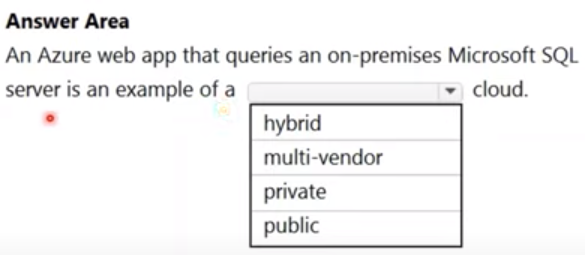 Answer Area
An Azure web app that queries an on-premises Microsoft SQL
server is an example of a cloud.
hybrid
multi-vendor
private
public